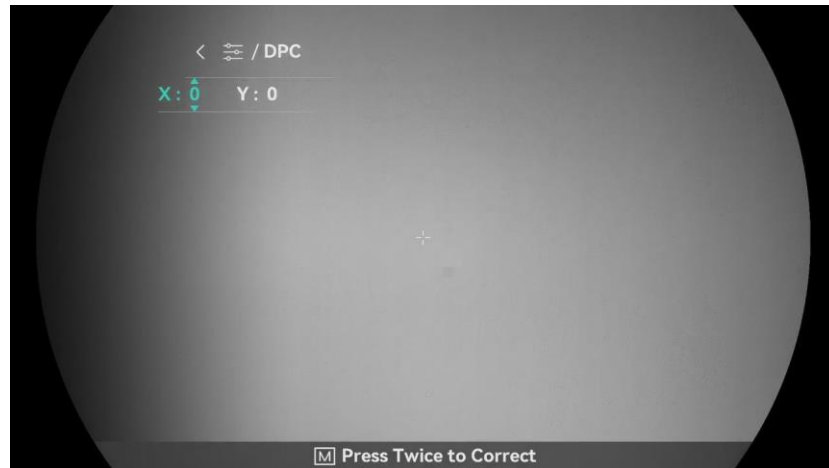 < / DPC
X : 0 Y : 0
M Press Twice to Correct